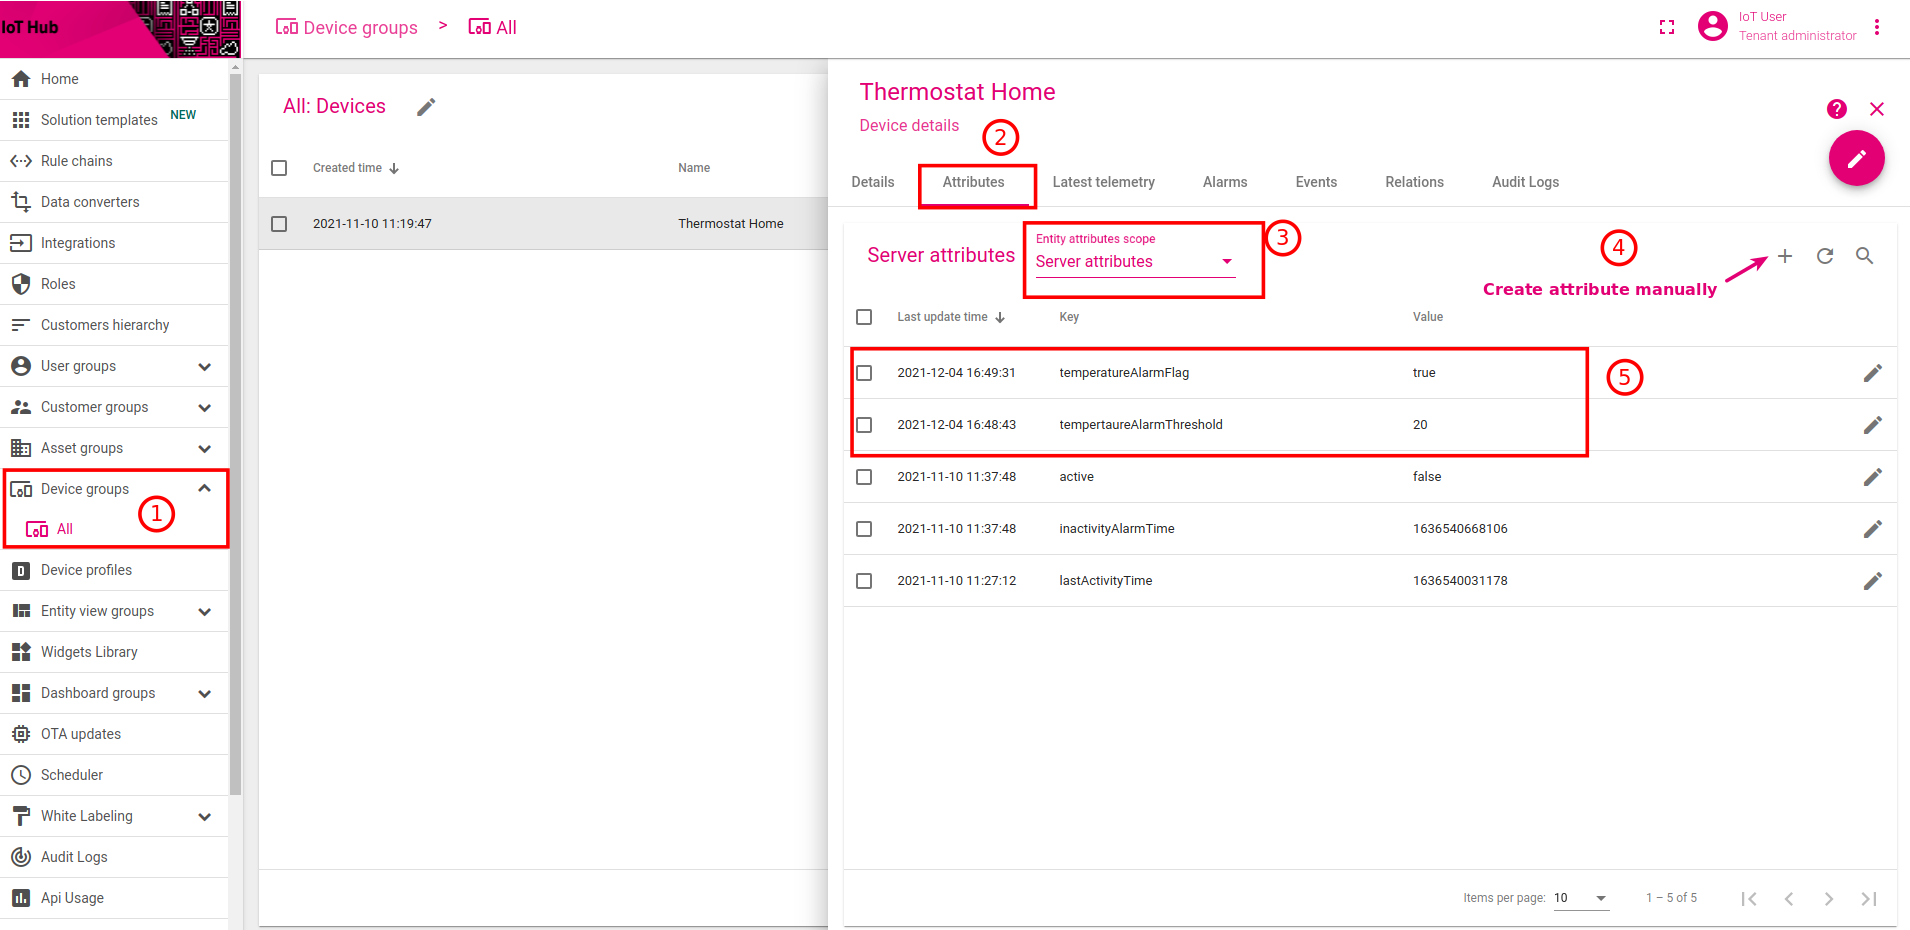 IoT Hub
Device groups > All
IoT User
Tenant administrator
Home
Solution templates NEW
Rule chains
Data converters
Integrations
Roles
Customers hierarchy
User groups
Customer groups
Asset groups
Device groups
1
All
Device profiles
Entity view groups
Widgets Library
Dashboard groups
OTA updates
Scheduler
White Labeling
Audit Logs
Api Usage
All: Devices
Created time Name
2021-11-10 11:19:47 Thermostat Home
Thermostat Home
Device details
2
Details Attributes Latest telemetry Alarms Events Relations Audit Logs
Server attributes
Entity attributes scope
Server attributes
3
4
Create attribute manually
Last update time Key Value
2021-12-04 16:49:31 temperatureAlarmFlag true
5
2021-12-04 16:48:43 tempertaureAlarmThreshold 20
2021-11-10 11:37:48 active false
2021-11-10 11:37:48 inactivityAlarmTime 1636540668106
2021-11-10 11:27:12 lastActivityTime 1636540031178
Items per page: 10 1 – 5 of 5